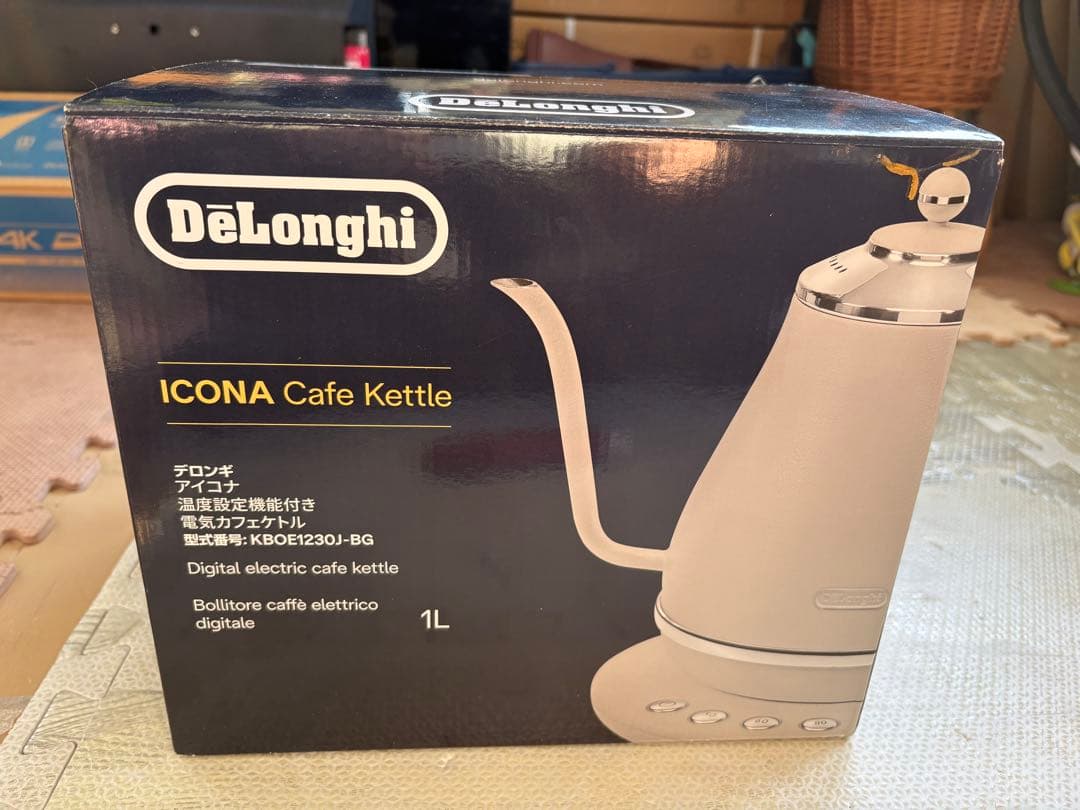 DeLonghi
DēLonghi
ICONA Cafe Kettle
デロンギ
アイコナ
温度設定機能付き
電気カフェケトル
型式番号: KBOE1230J-BG
Digital electric cafe kettle
Bollitore caffè elettrico
digitale
1L
DeLonghi
4K